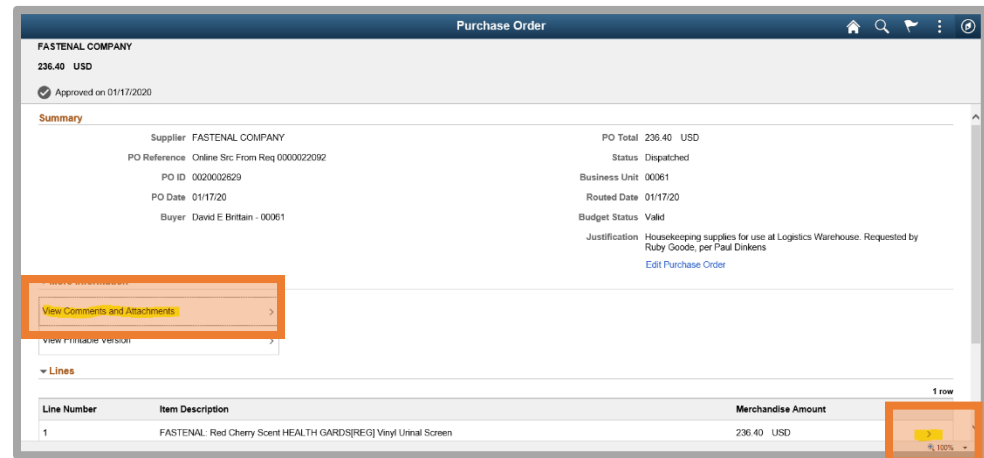 Purchase Order
FASTENAL COMPANY
236.40 USD
Approved on 01/17/2020
Summary
Supplier FASTENAL COMPANY
PO Reference Online Src From Req 0000022092
PO ID 0020002629
PO Date 01/17/20
Buyer David E Brittain - 00061
PO Total 236.40 USD
Status Dispatched
Business Unit 00061
Routed Date 01/17/20
Budget Status Valid
Justification Housekeeping supplies for use at Logistics Warehouse. Requested by
Ruby Goode, per Paul Dinkens
Edit Purchase Order
More Information
View Comments and Attachments
View Printable Version
Lines
1 row
Line Number Item Description Merchandise Amount
1 FASTENAL: Red Cherry Scent HEALTH GARDS[REG] Vinyl Urinal Screen 236.40 USD
100%